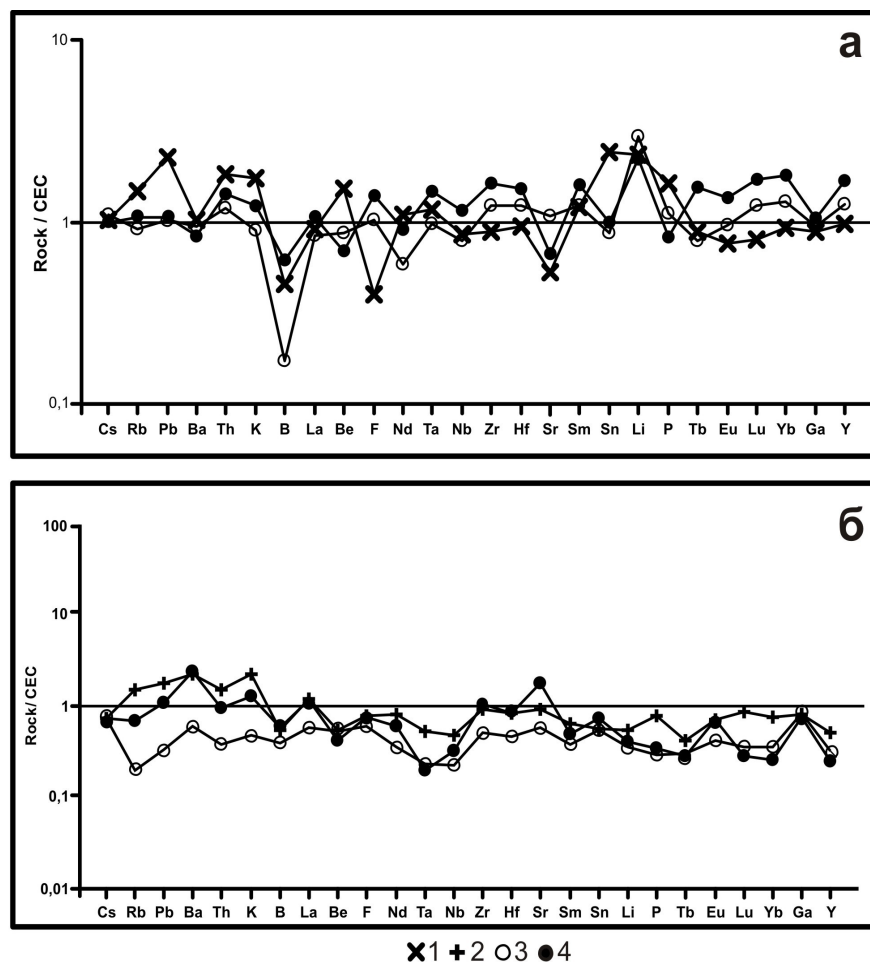 а
10
1
0,1
Rock / CEC
Cs Rb Pb Ba Th K B La Be F Nd Ta Nb Zr Hf Sr Sm Sn Li P Tb Eu Lu Yb Ga Y
б
100
10
1
0,1
0,01
Rock/ CEC
Cs Rb Pb Ba Th K B La Be F Nd Ta Nb Zr Hf Sr Sm Sn Li P Tb Eu Lu Yb Ga Y
1 2 3 4